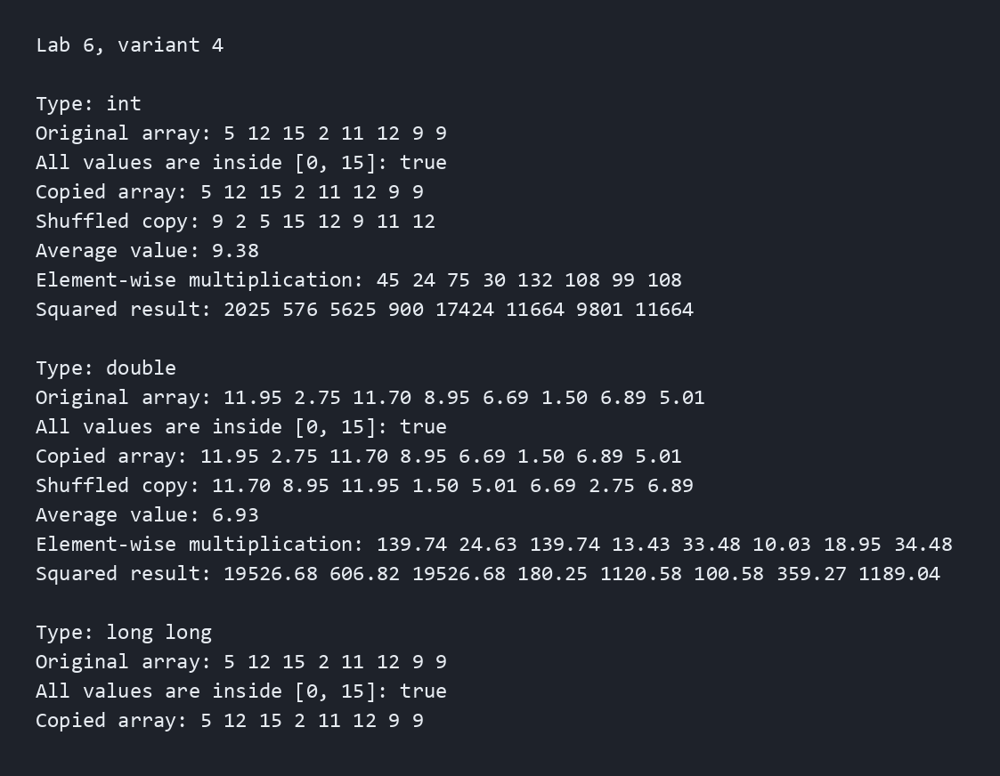 Lab 6, variant 4
Type: int
Original array: 5 12 15 2 11 12 9 9
All values are inside [0, 15]: true
Copied array: 5 12 15 2 11 12 9 9
Shuffled copy: 9 2 5 15 12 9 11 12
Average value: 9.38
Element-wise multiplication: 45 24 75 30 132 108 99 108
Squared result: 2025 576 5625 900 17424 11664 9801 11664
Type: double
Original array: 11.95 2.75 11.70 8.95 6.69 1.50 6.89 5.01
All values are inside [0, 15]: true
Copied array: 11.95 2.75 11.70 8.95 6.69 1.50 6.89 5.01
Shuffled copy: 11.70 8.95 11.95 1.50 5.01 6.69 2.75 6.89
Average value: 6.93
Element-wise multiplication: 139.74 24.63 139.74 13.43 33.48 10.03 18.95 34.48
Squared result: 19526.68 606.82 19526.68 180.25 1120.58 100.58 359.27 1189.04
Type: long long
Original array: 5 12 15 2 11 12 9 9
All values are inside [0, 15]: true
Copied array: 5 12 15 2 11 12 9 9